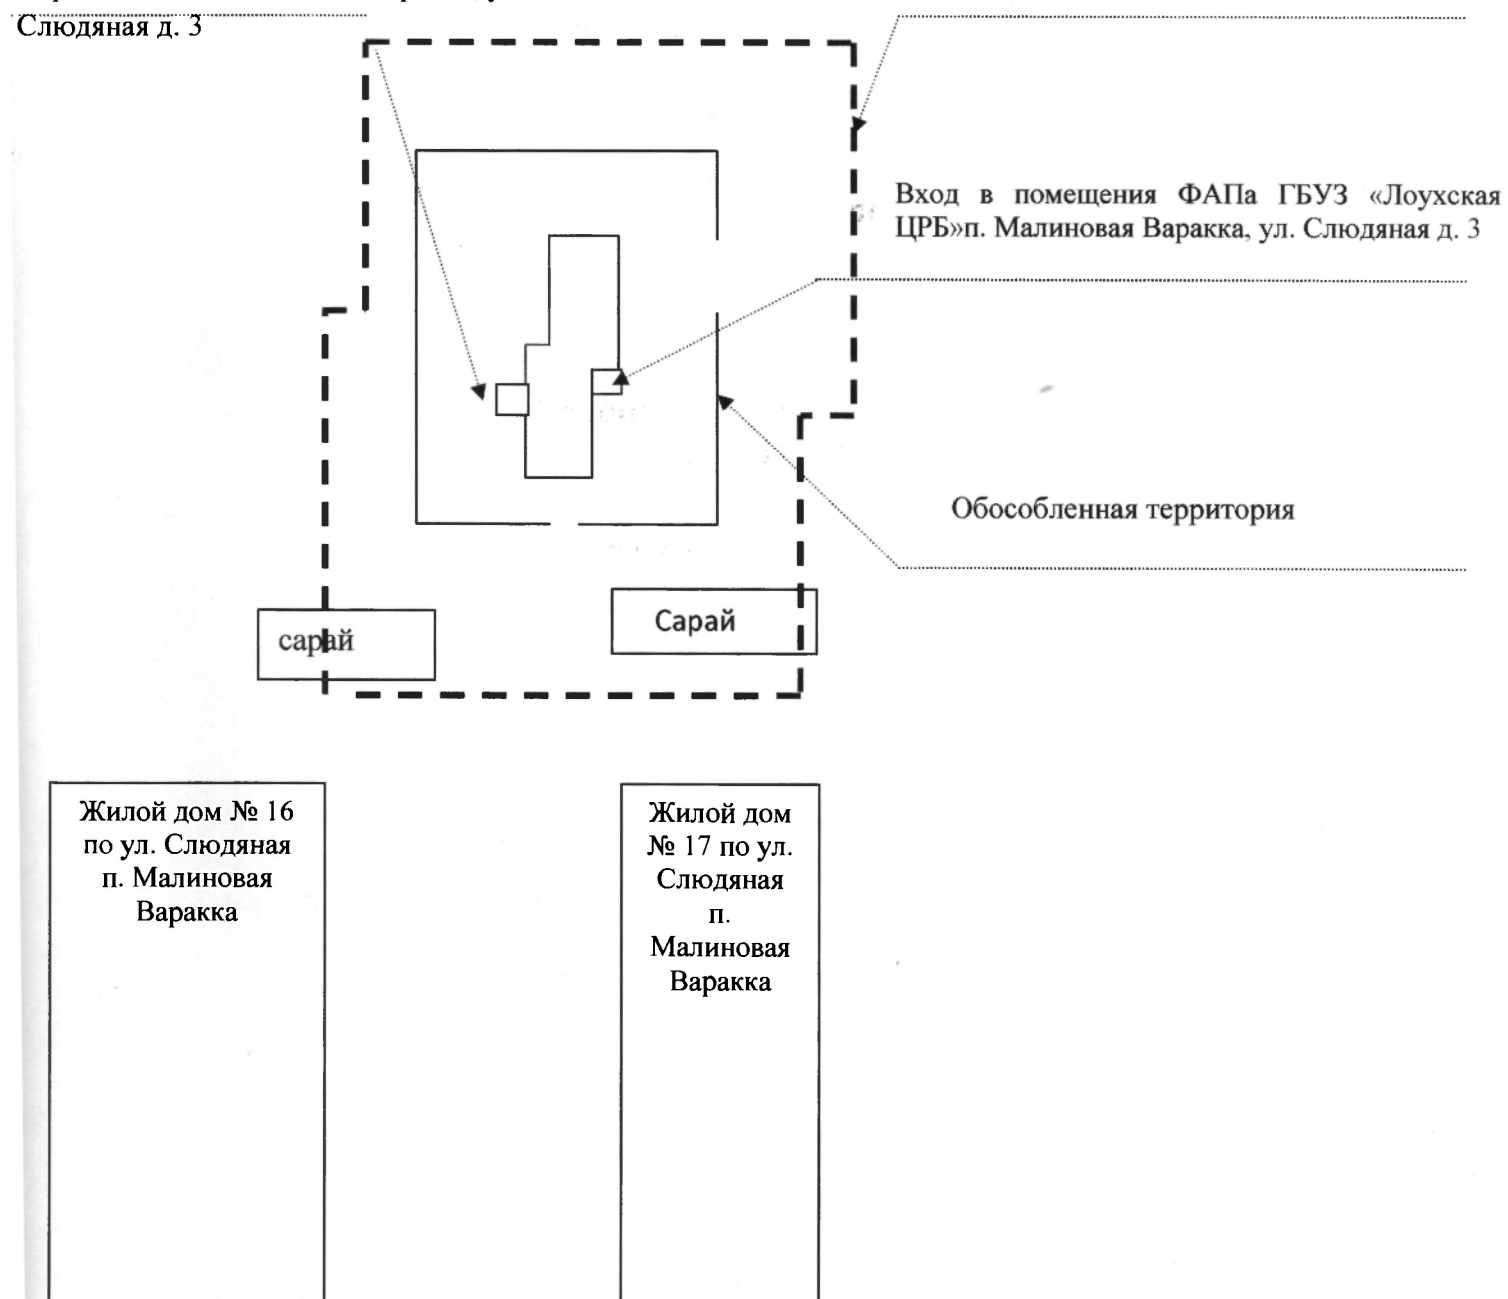 Слюдяная д. 3
Вход в помещения ФАПа ГБУЗ «Лоухская
ЦРБ»п. Малиновая Варакка, ул. Слюдяная д. 3
Обособленная территория
сарай
Сарай
Жилой дом № 16
по ул. Слюдяная
п. Малиновая
Варакка
Жилой дом
№ 17 по ул.
Слюдяная
п.
Малиновая
Варакка